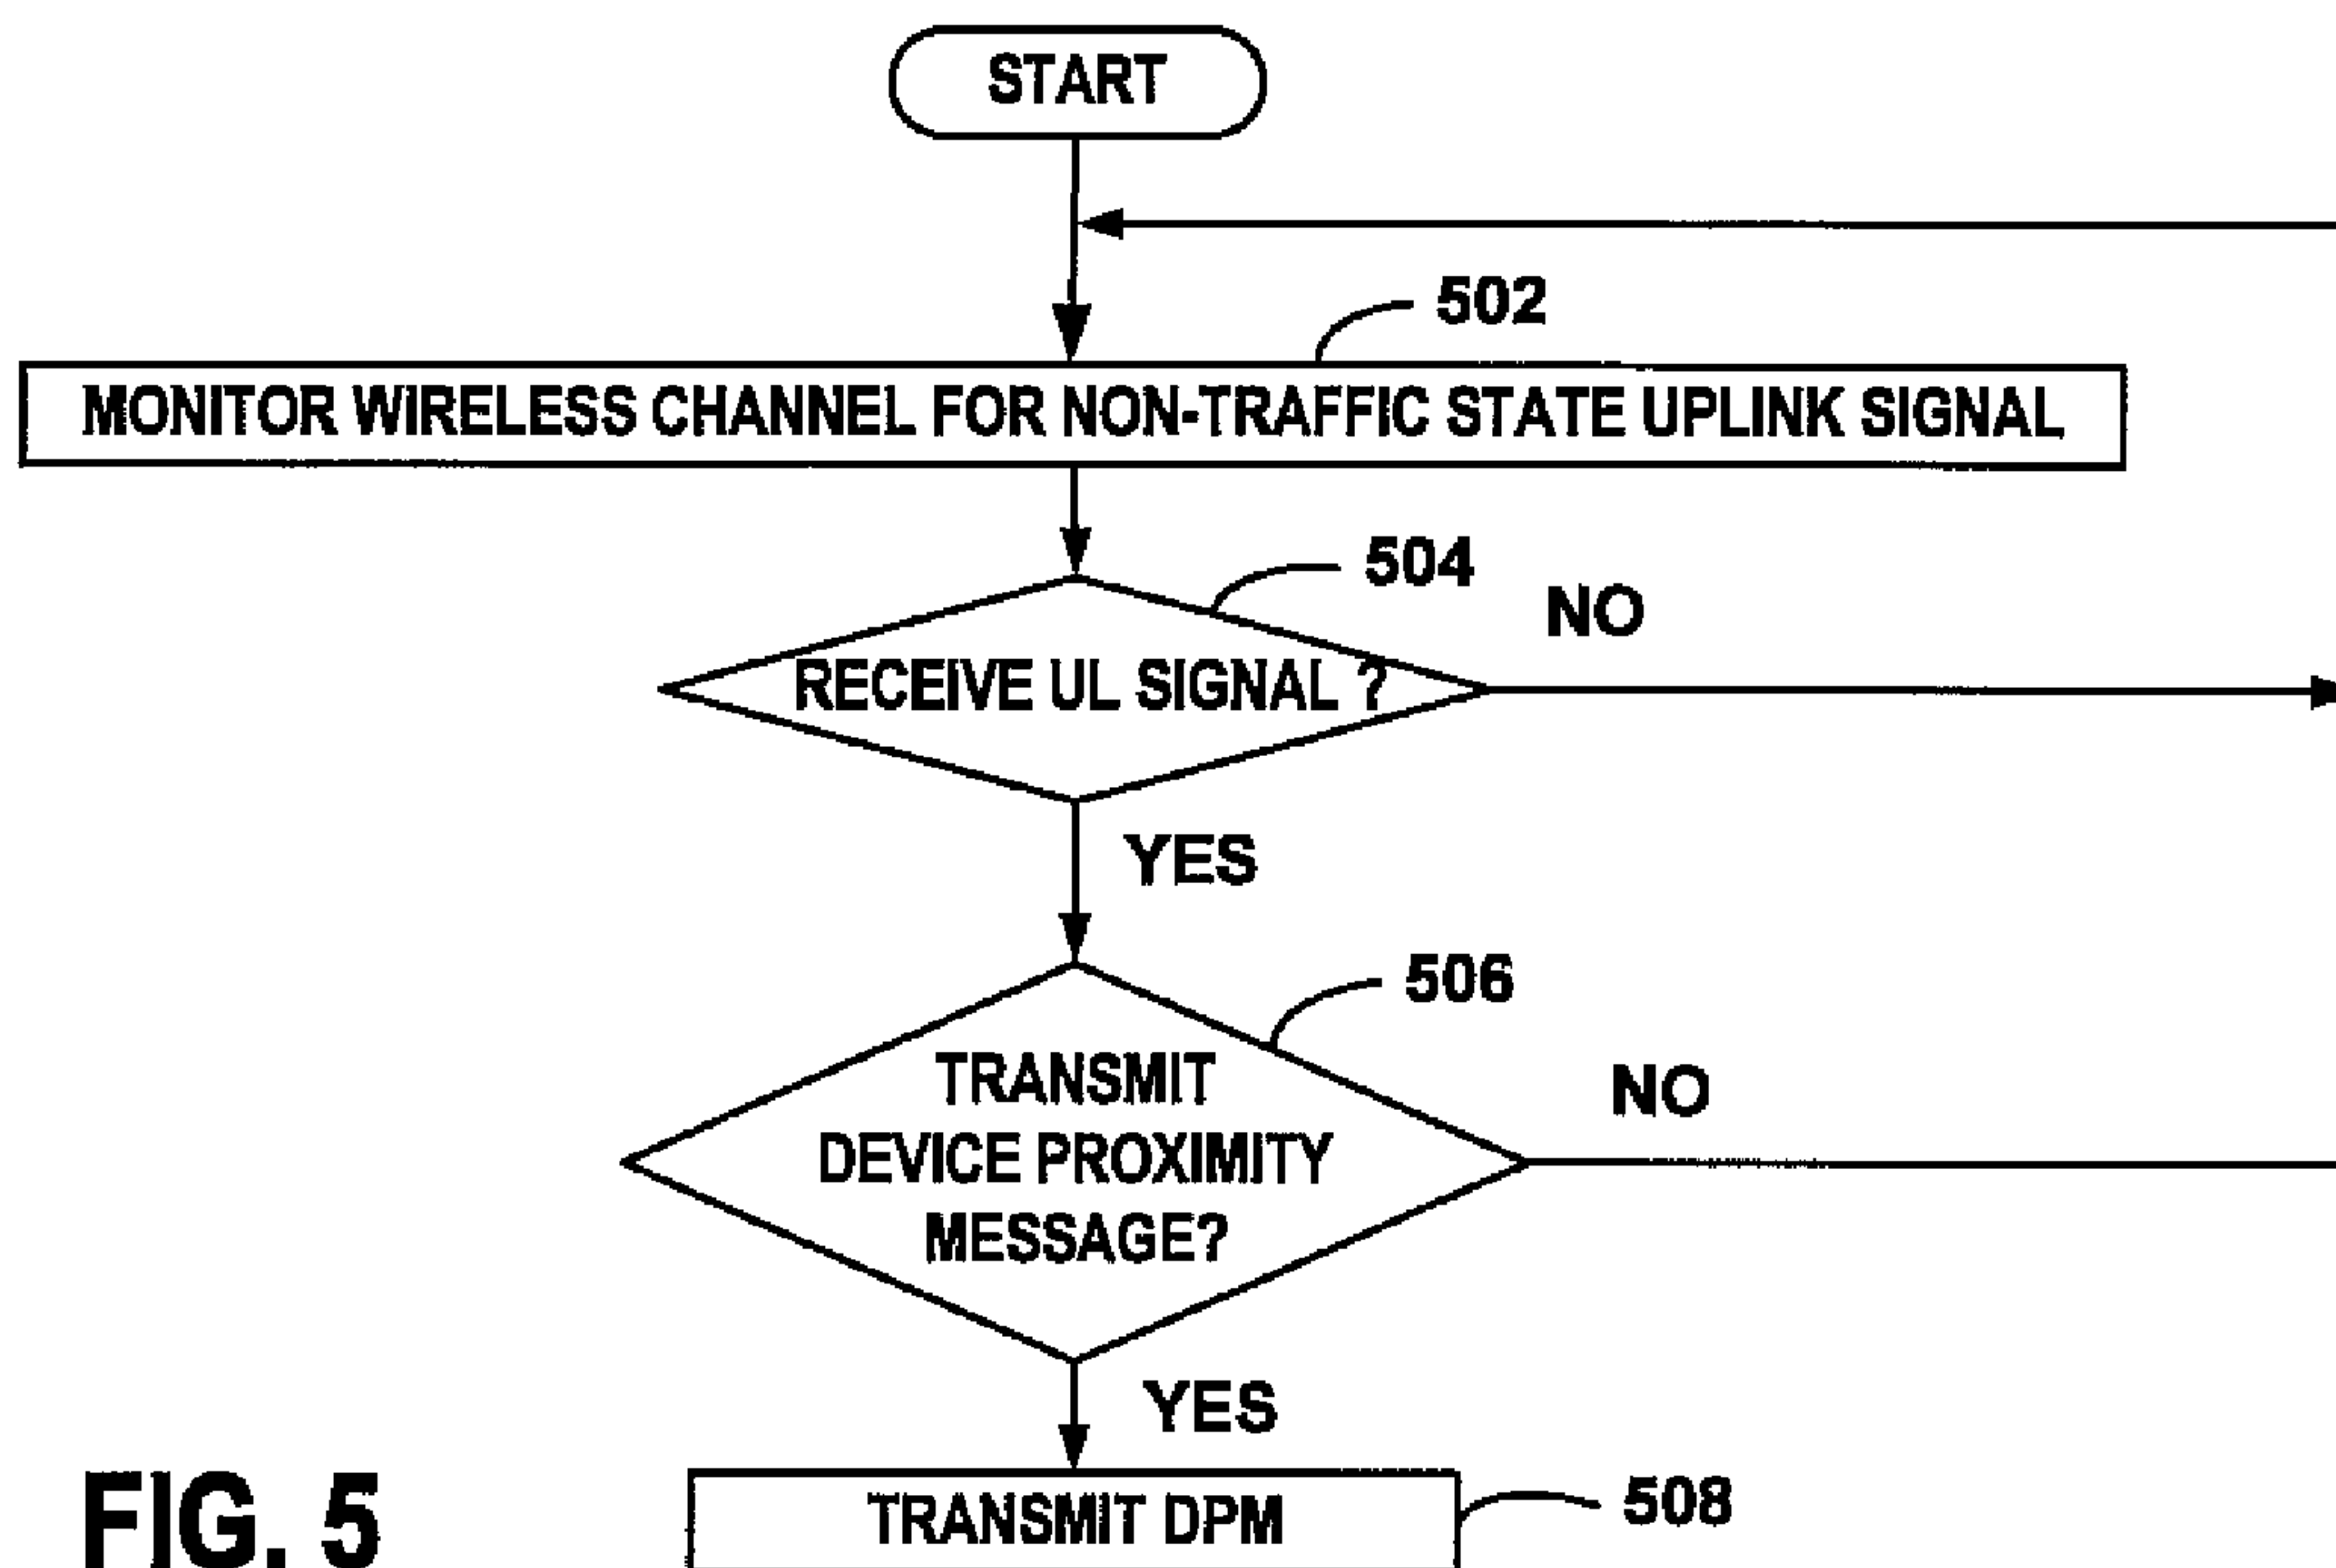 START
502
MONITOR WIRELESS CHANNEL FOR NON-TRAFFIC STATE UPLINK SIGNAL
504
NO
RECEIVE UL SIGNAL ?
YES
506
TRANSMIT
DEVICE PROXIMITY
MESSAGE?
NO
YES
TRANSMIT DPM
508
FIG. 5